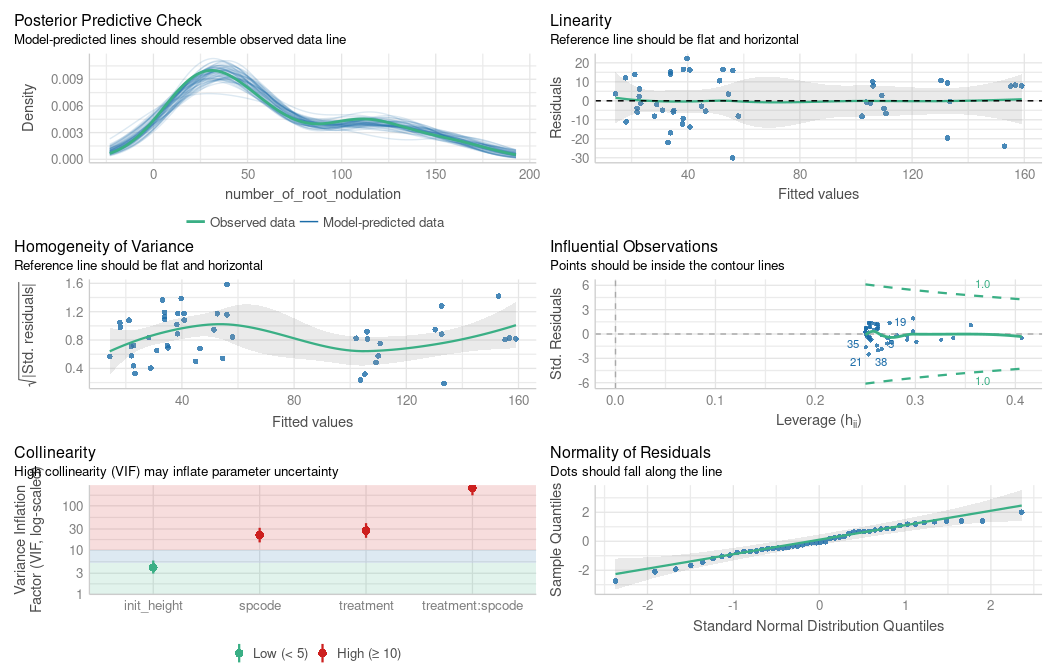 Posterior Predictive Check
Model-predicted lines should resemble observed data line
Density
0.009
0.006
0.003
0.000
0
50
100
150
200
number_of_root_nodulation
Observed data
Model-predicted data
Linearity
Reference line should be flat and horizontal
Residuals
20
10
0
-10
-20
-30
40
80
120
160
Fitted values
Homogeneity of Variance
Reference line should be flat and horizontal
√|Std. residuals|
1.6
1.2
0.8
0.4
40
80
120
160
Fitted values
Influential Observations
Points should be inside the contour lines
Std. Residuals
6
3
0
-3
-6
1.0
19
35
3
21
38
1.0
0.0
0.1
0.2
0.3
0.4
Leverage (hii)
Collinearity
High collinearity (VIF) may inflate parameter uncertainty
Variance Inflation
Factor (VIF, log-scaled)
100
30
10
3
1
init_height
spcode
treatment
treatment:spcode
Low (< 5)
High (≥ 10)
Normality of Residuals
Dots should fall along the line
Sample Quantiles
2
0
-2
-2
-1
0
1
2
Standard Normal Distribution Quantiles